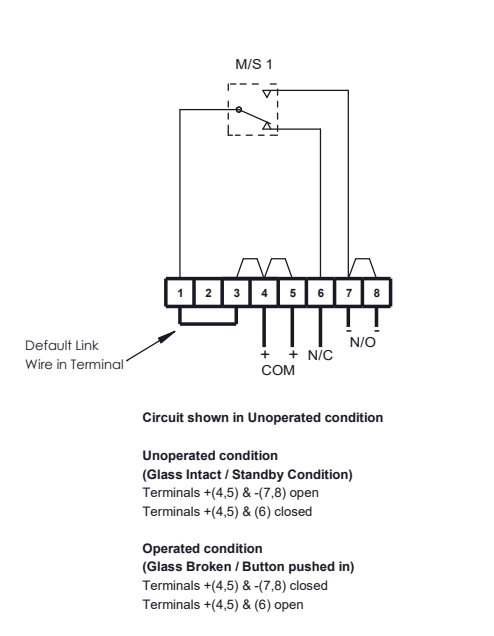 M/S 1
1 2 3 4 5 6 7 8
Default Link
Wire in Terminal
+ + N/C - N/O -
COM
Circuit shown in Unoperated condition
Unoperated condition
(Glass Intact / Standby Condition)
Terminals +(4,5) & -(7,8) open
Terminals +(4,5) & (6) closed
Operated condition
(Glass Broken / Button pushed in)
Terminals +(4,5) & -(7,8) closed
Terminals +(4,5) & (6) open